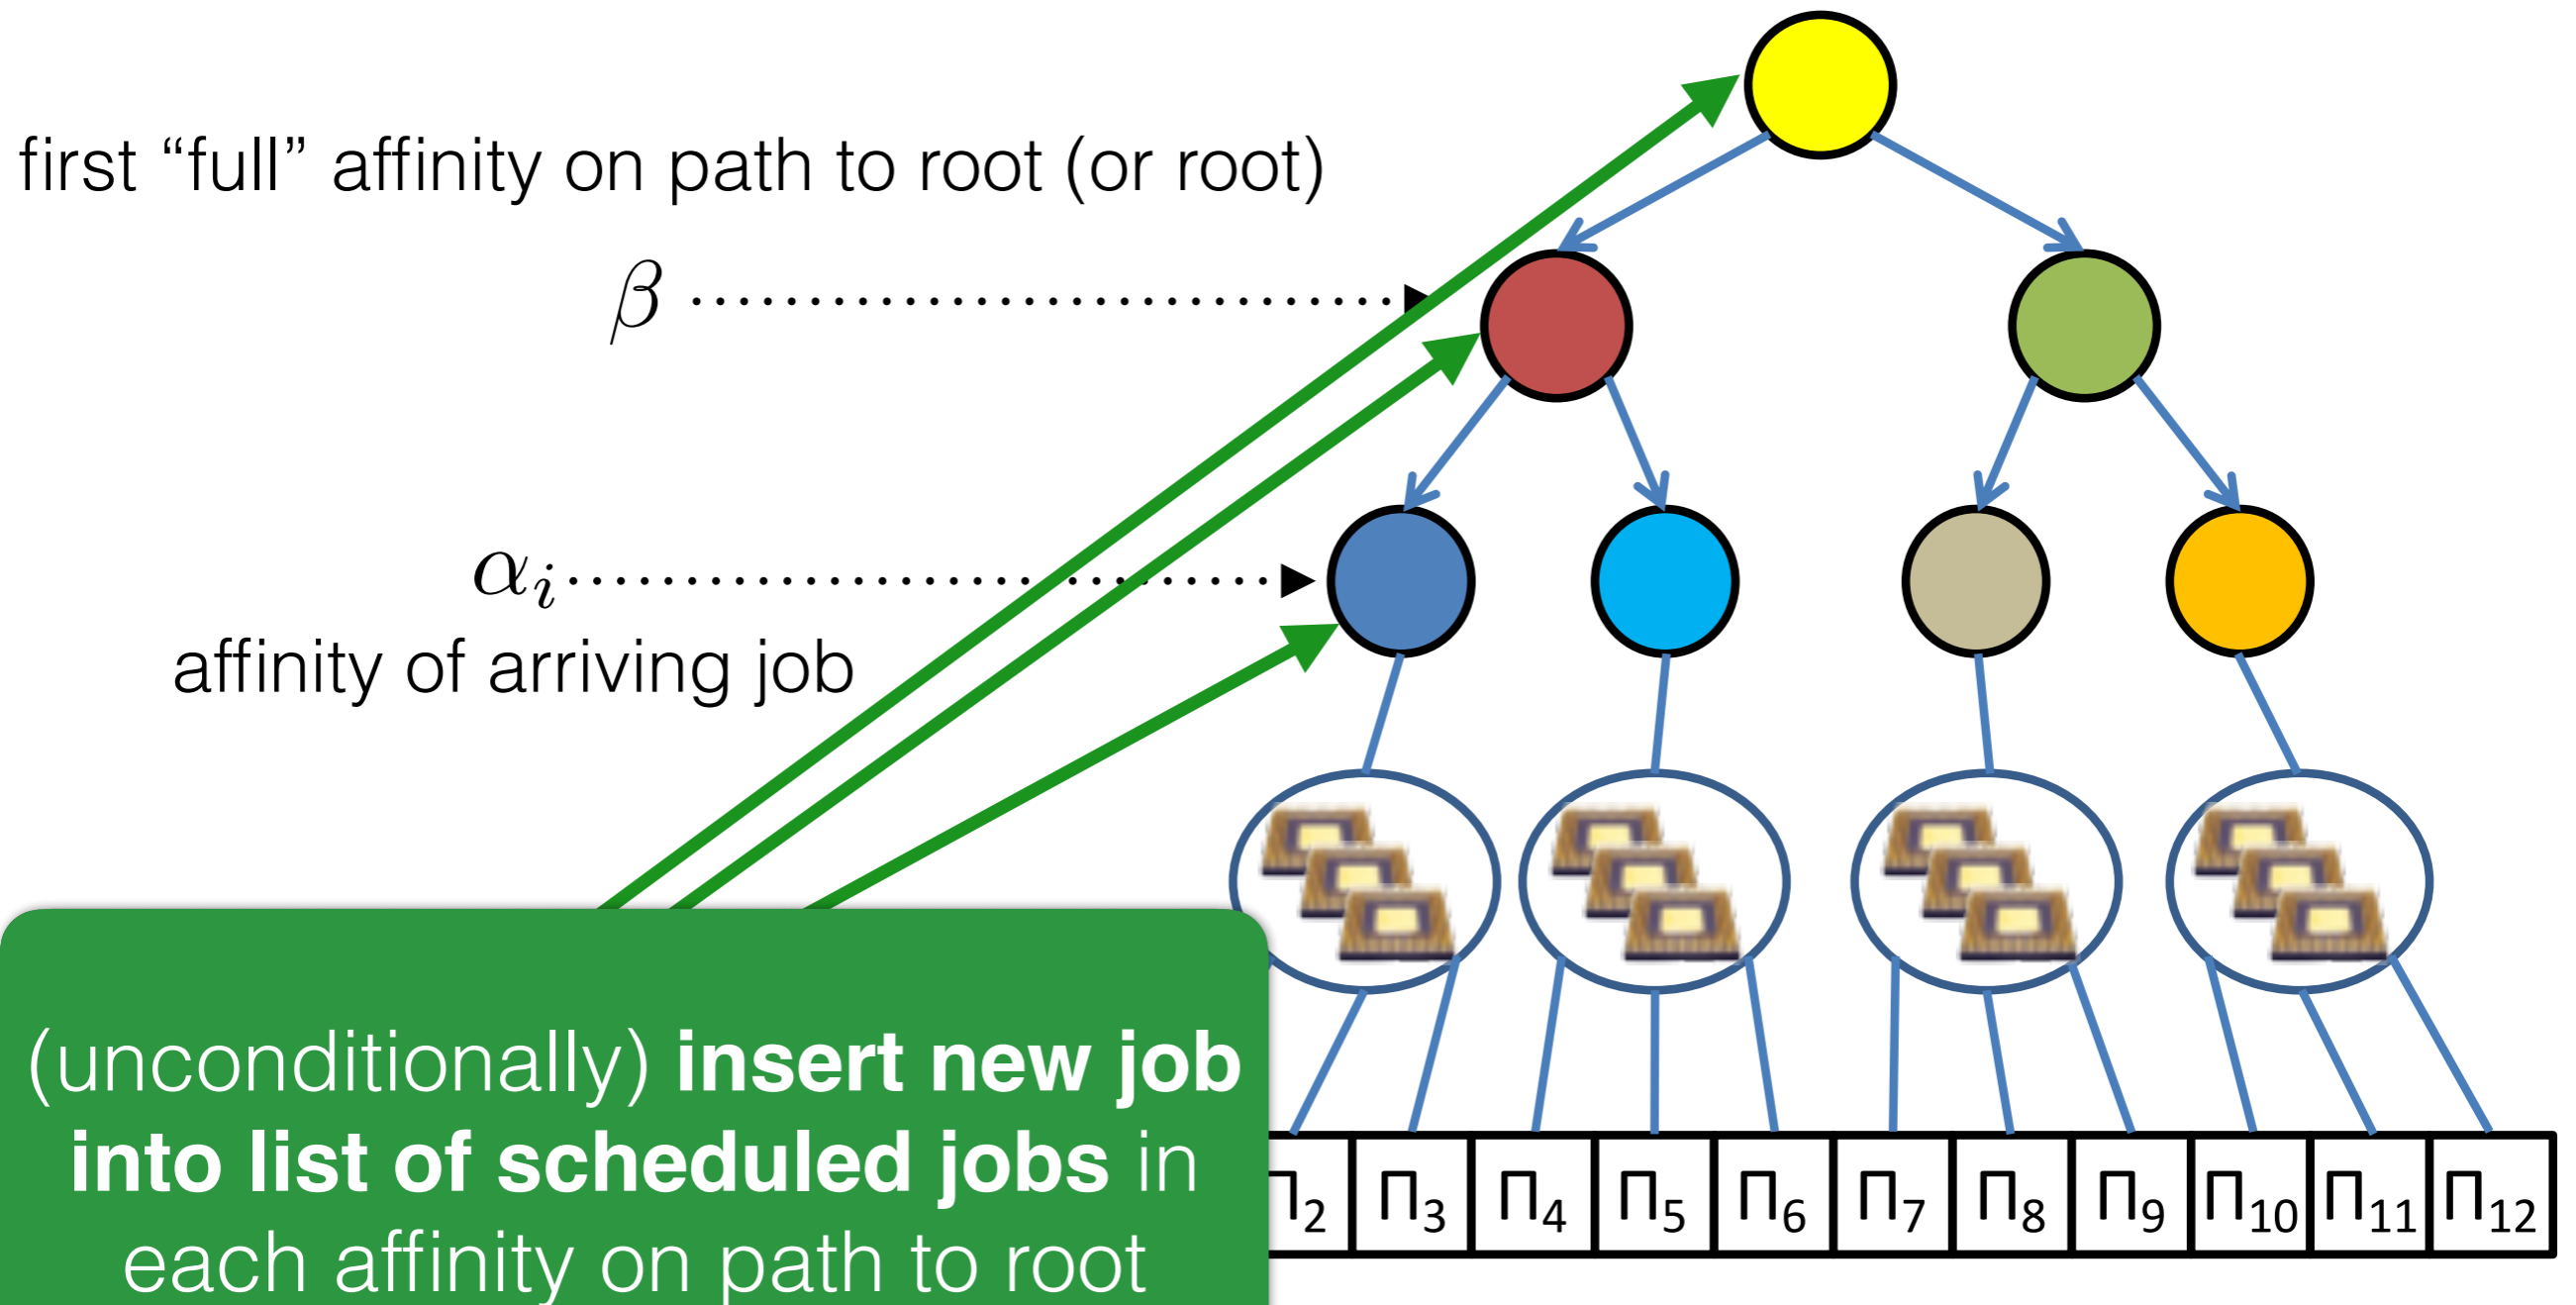 first “full” affinity on path to root (or root)
β
αᵢ
affinity of arriving job
(unconditionally) insert new job
into list of scheduled jobs in
each affinity on path to root
Π₂ Π₃ Π₄ Π₅ Π₆ Π₇ Π₈ Π₉ Π₁₀ Π₁₁ Π₁₂